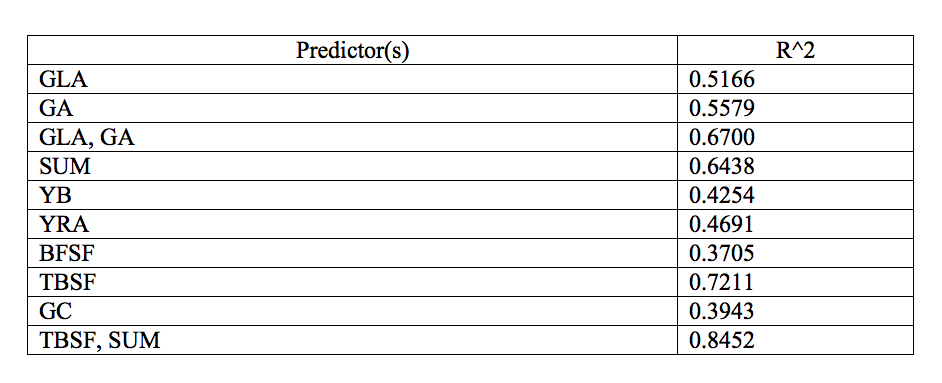 Predictor(s) R^2
GLA 0.5166
GA 0.5579
GLA, GA 0.6700
SUM 0.6438
YB 0.4254
YRA 0.4691
BFSF 0.3705
TBSF 0.7211
GC 0.3943
TBSF, SUM 0.8452